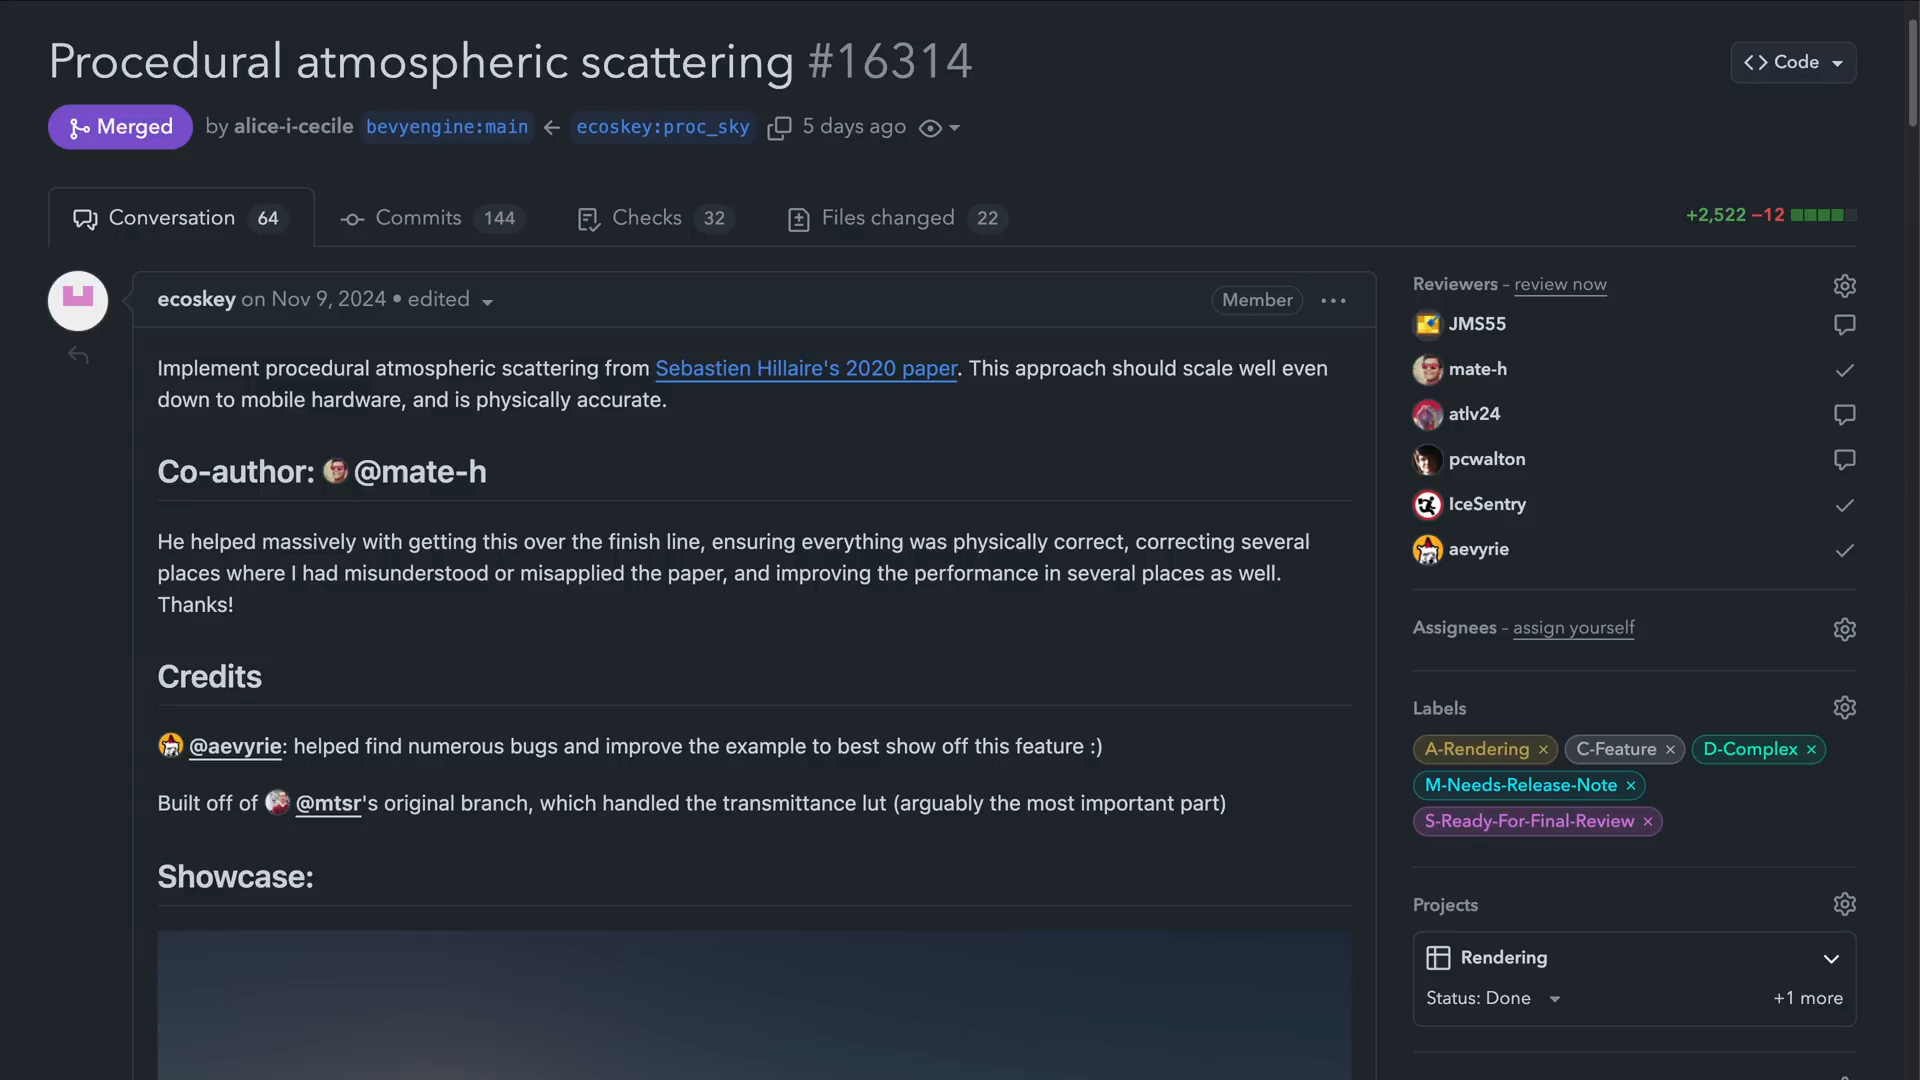 Procedural atmospheric scattering #16314
Code
Merged by alice-i-cecile bevyengine:main ← ecoskey:proc_sky 5 days ago
Conversation 64 Commits 144 Checks 32 Files changed 22
+2,522 −12
ecoskey on Nov 9, 2024 • edited
Member
Implement procedural atmospheric scattering from Sebastien Hillaire's 2020 paper. This approach should scale well even
down to mobile hardware, and is physically accurate.
Co-author: @mate-h
He helped massively with getting this over the finish line, ensuring everything was physically correct, correcting several
places where I had misunderstood or misapplied the paper, and improving the performance in several places as well.
Thanks!
Credits
@aevyrie: helped find numerous bugs and improve the example to best show off this feature :)
Built off of @mtsr's original branch, which handled the transmittance lut (arguably the most important part)
Showcase:
Reviewers – review now
JMS55
mate-h
atlv24
pcwalton
IceSentry
aevyrie
Assignees – assign yourself
Labels
A-Rendering × C-Feature × D-Complex ×
M-Needs-Release-Note ×
S-Ready-For-Final-Review ×
Projects
Rendering
Status: Done
+1 more